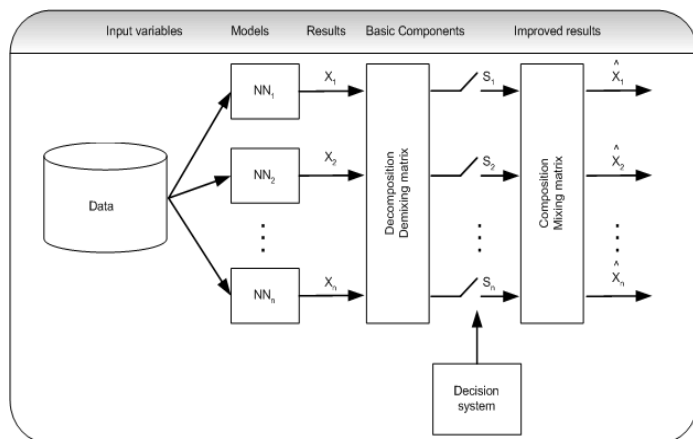 Input variables Models Results Basic Components Improved results
Data
NN₁
X₁
S₁
^
X₁
NN₂
X₂
S₂
^
X₂
NNₙ
Xₙ
Sₙ
^
Xₙ
Decomposition
Demixing matrix
Composition
Mixing matrix
Decision
system